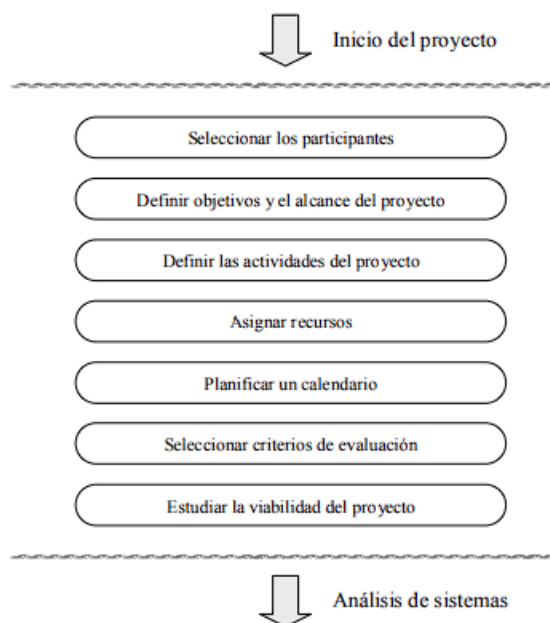 Inicio del proyecto
Seleccionar los participantes
Definir objetivos y el alcance del proyecto
Definir las actividades del proyecto
Asignar recursos
Planificar un calendario
Seleccionar criterios de evaluación
Estudiar la viabilidad del proyecto
Análisis de sistemas